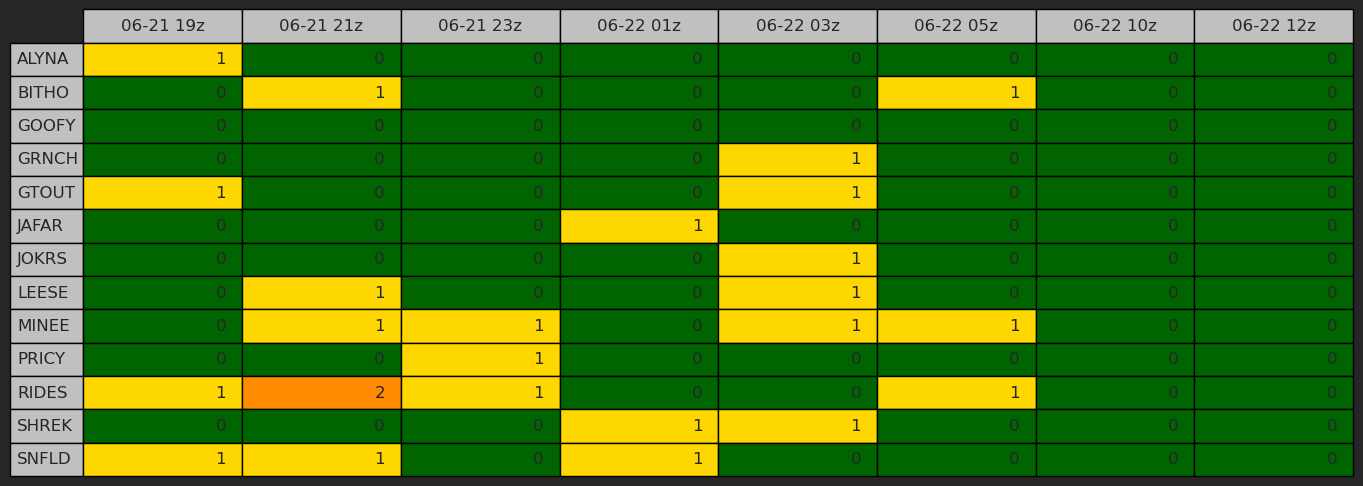 06-21 19z 06-21 21z 06-21 23z 06-22 01z 06-22 03z 06-22 05z 06-22 10z 06-22 12z
ALYNA 1 0 0 0 0 0 0 0
BITHO 0 1 0 0 0 1 0 0
GOOFY 0 0 0 0 0 0 0 0
GRNCH 0 0 0 0 1 0 0 0
GTOUT 1 0 0 0 1 0 0 0
JAFAR 0 0 0 1 0 0 0 0
JOKRS 0 0 0 0 1 0 0 0
LEESE 0 1 0 0 1 0 0 0
MINEE 0 1 1 0 1 1 0 0
PRICY 0 0 1 0 0 0 0 0
RIDES 1 2 1 0 0 1 0 0
SHREK 0 0 0 1 1 0 0 0
SNFLD 1 1 0 1 0 0 0 0